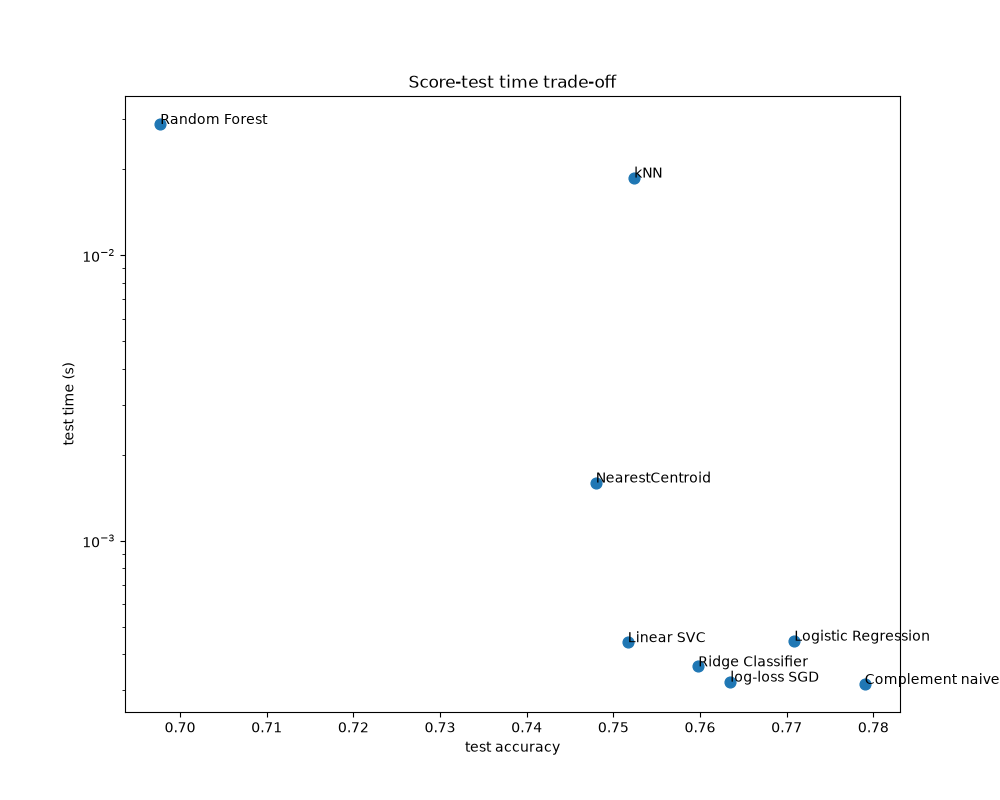 Score-test time trade-off
Random Forest
kNN
10⁻²
test time (s)
NearestCentroid
10⁻³
Linear SVC
Logistic Regression
Ridge Classifier
log-loss SGD
Complement naive
0.70 0.71 0.72 0.73 0.74 0.75 0.76 0.77 0.78
test accuracy